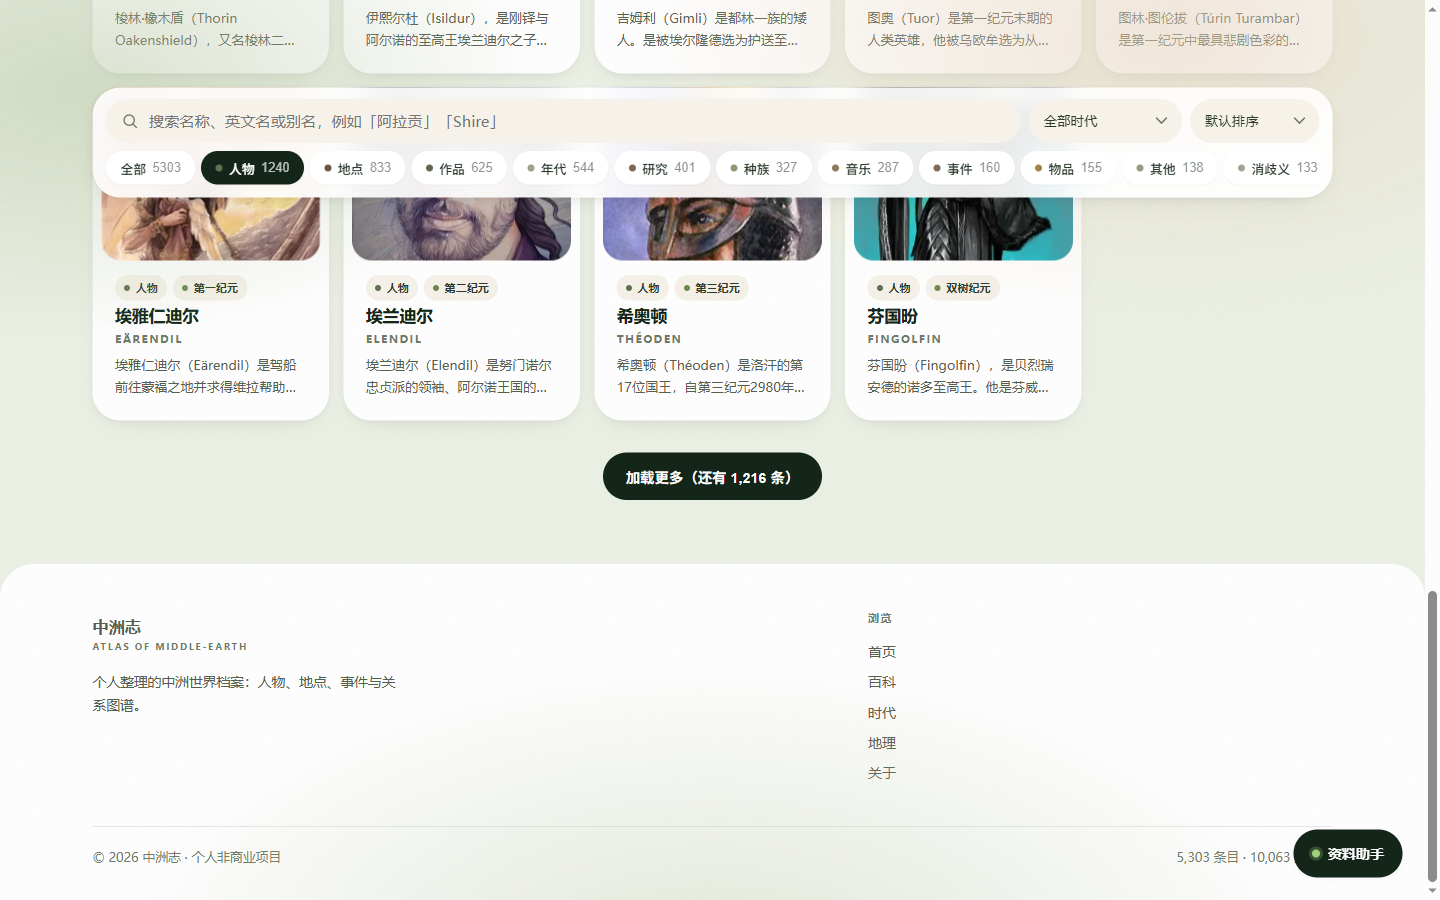 梭林·橡木盾（Thorin
Oakenshield），又名梭林二...
伊熙尔杜（Isildur），是刚铎与
阿尔诺的至高王埃兰迪尔之子...
吉姆利（Gimli）是都林一族的矮
人。是被埃尔隆德选为护送至...
图奥（Tuor）是第一纪元末期的
人类英雄，他被乌欧牟选为从...
图林·图伦拔（Túrin Turambar）
是第一纪元中最具悲剧色彩的...
搜索名称、英文名或别名，例如「阿拉贡」「Shire」
全部时代
默认排序
全部 5303
人物 1240
地点 833
作品 625
年代 544
研究 401
种族 327
音乐 287
事件 160
物品 155
其他 138
消歧义 133
人物
第一纪元
埃雅仁迪尔
EÄRENDIL
埃雅仁迪尔（Eärendil）是驾船
前往蒙福之地并求得维拉帮助...
人物
第二纪元
埃兰迪尔
ELENDIL
埃兰迪尔（Elendil）是努门诺尔
忠贞派的领袖、阿尔诺王国的...
人物
第三纪元
希奥顿
THÉODEN
希奥顿（Théoden）是洛汗的第
17位国王，自第三纪元2980年...
人物
双树纪元
芬国昐
FINGOLFIN
芬国昐（Fingolfin），是贝烈瑞
安德的诺多至高王。他是芬威...
加载更多（还有 1,216 条）
中洲志
ATLAS OF MIDDLE-EARTH
个人整理的中洲世界档案：人物、地点、事件与关
系图谱。
浏览
首页
百科
时代
地理
关于
© 2026 中洲志 · 个人非商业项目
5,303 条目 · 10,063
资料助手